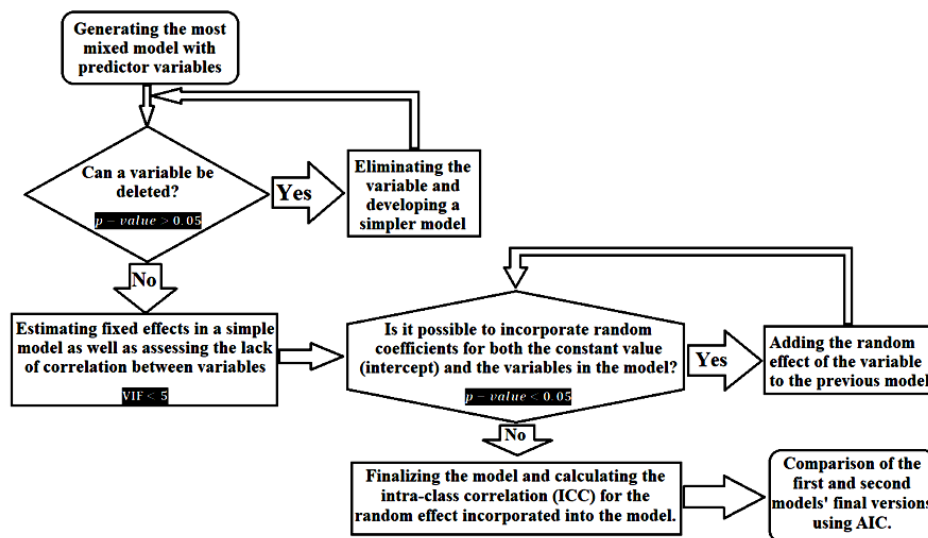 Generating the most
mixed model with
predictor variables
Can a variable be
deleted?
p − value > 0.05
Yes
Eliminating the
variable and
developing a
simpler model
No
Estimating fixed effects in a simple
model as well as assessing the lack
of correlation between variables
VIF < 5
Is it possible to incorporate random
coefficients for both the constant value
(intercept) and the variables in the model?
p − value < 0.05
Yes
Adding the random
effect of the variable
to the previous model
No
Finalizing the model and calculating the
intra-class correlation (ICC) for the
random effect incorporated into the model.
Comparison of the
first and second
models' final versions
using AIC.